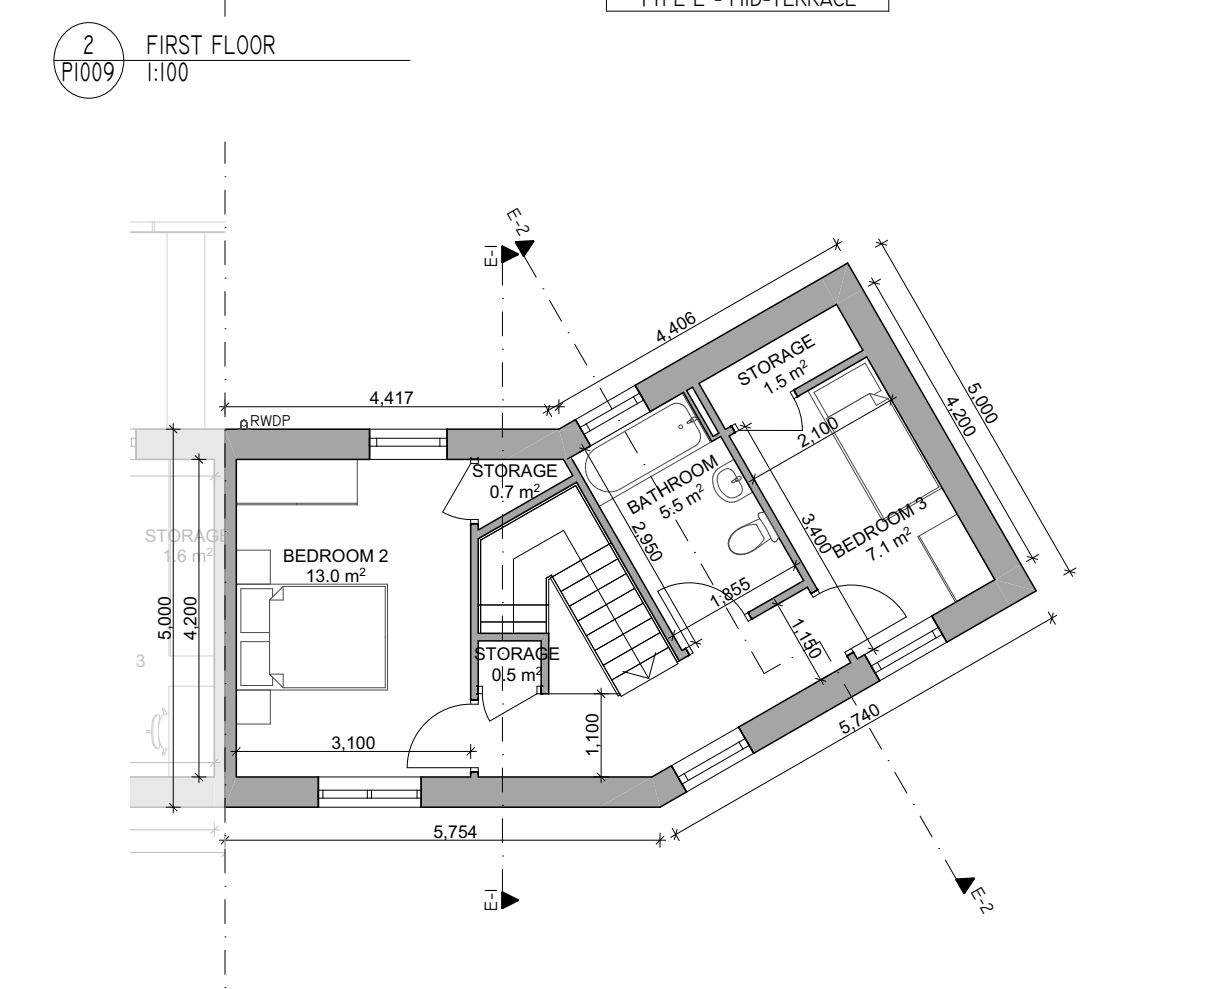 TYPE E - MID-TERRACE
2
P1009
FIRST FLOOR
1:100
E-2
E-1
4,406
5,000
4,200
4,417
RWDP
STORAGE
1.5 m²
2,100
STORAGE
0.7 m²
BATHROOM
5.5 m²
2,950
3,400
BEDROOM 3
7.1 m²
STORAGE
1.6 m²
BEDROOM 2
13.0 m²
5,000
4,200
1,855
1,150
3
STORAGE
0.5 m²
3,100
1,100
5,740
5,754
E-1
E-2